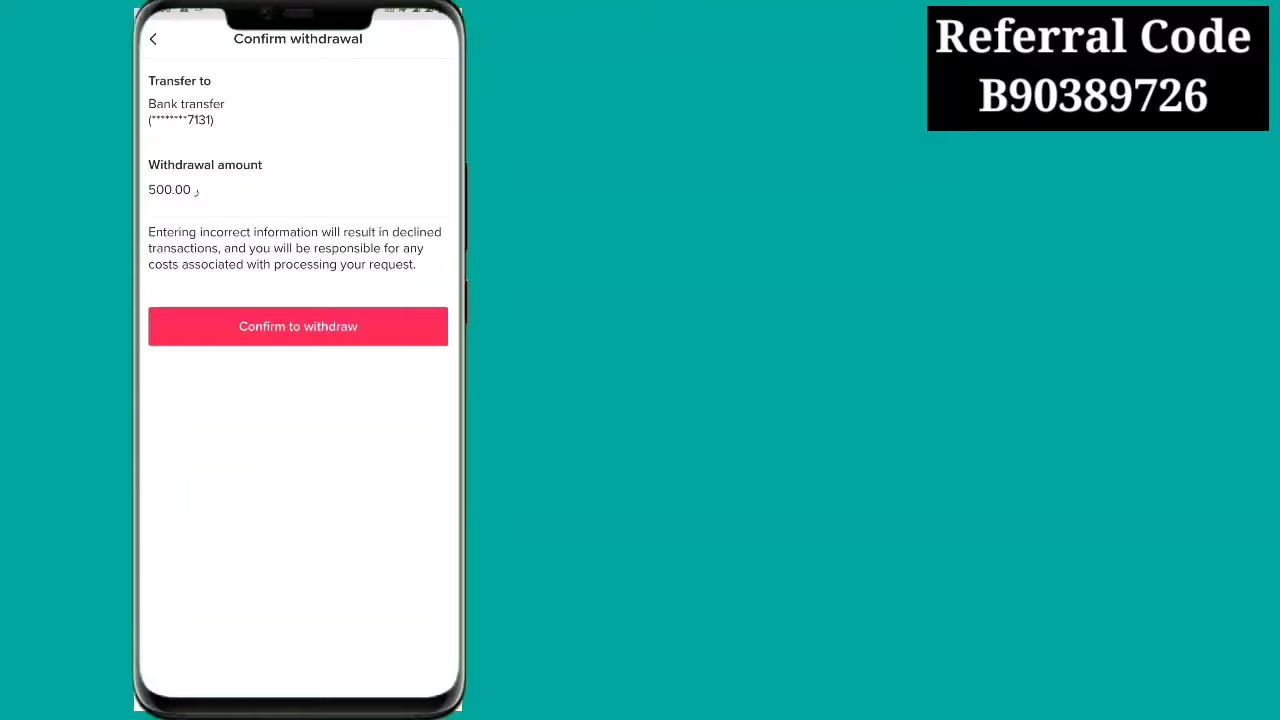 Confirm withdrawal
Transfer to
Bank transfer
(********7131)
Withdrawal amount
500.00 ر
Entering incorrect information will result in declined
transactions, and you will be responsible for any
costs associated with processing your request.
Confirm to withdraw
Referral Code
B90389726